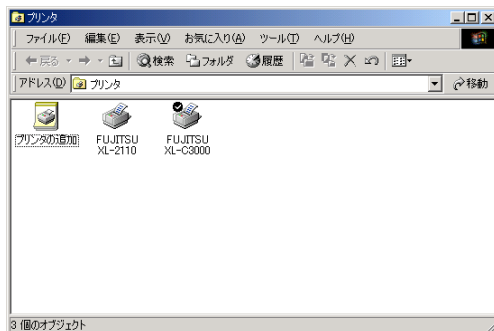 プリンタ
ファイル(F) 編集(E) 表示(V) お気に入り(A) ツール(T) ヘルプ(H)
戻る 検索 フォルダ 履歴
アドレス(D) プリンタ 移動
プリンタの追加 FUJITSU XL-2110 FUJITSU XL-C3000
3 個のオブジェクト